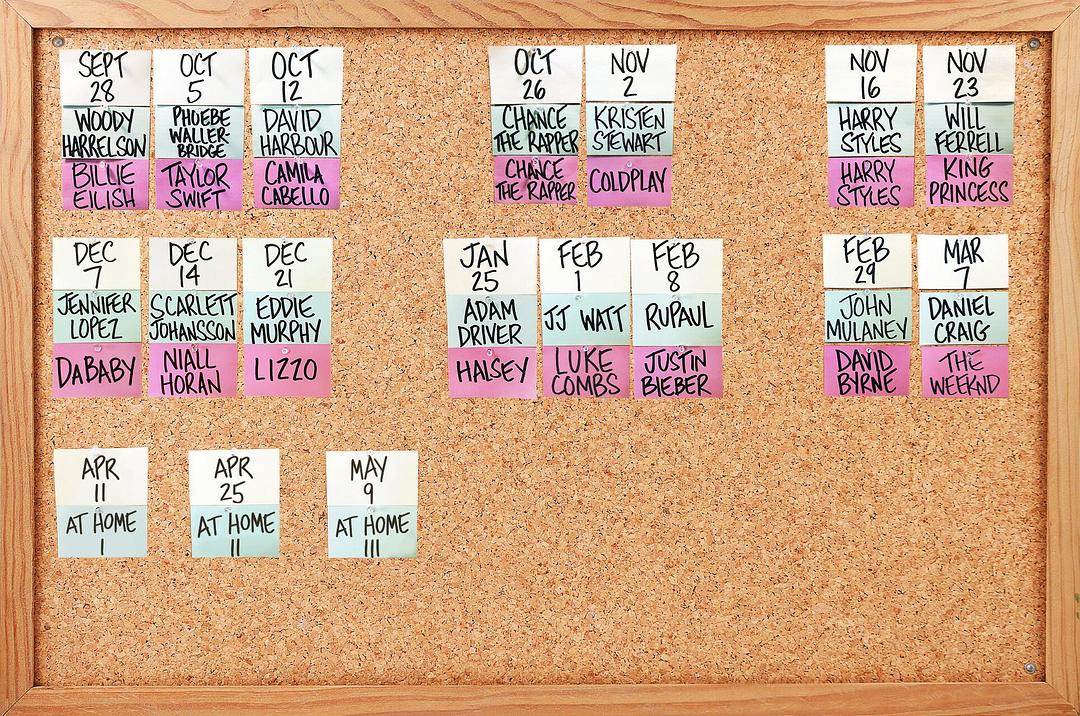 SEPT
28
WOODY
HARRELSON
BILLIE
EILISH
OCT
5
PHOEBE
WALLER-
BRIDGE
TAYLOR
SWIFT
OCT
12
DAVID
HARBOUR
CAMILA
CABELLO
OCT
26
CHANCE
THE RAPPER
CHANCE
THE RAPPER
NOV
2
KRISTEN
STEWART
COLDPLAY
NOV
16
HARRY
STYLES
HARRY
STYLES
NOV
23
WILL
FERRELL
KING
PRINCESS
DEC
7
JENNIFER
LOPEZ
DABABY
DEC
14
SCARLETT
JOHANSSON
NIALL
HORAN
DEC
21
EDDIE
MURPHY
LIZZO
JAN
25
ADAM
DRIVER
HALSEY
FEB
1
JJ WATT
LUKE
COMBS
FEB
8
RUPAUL
JUSTIN
BIEBER
FEB
29
JOHN
MULANEY
DAVID
BYRNE
MAR
7
DANIEL
CRAIG
THE
WEEKND
APR
11
AT HOME
I
APR
25
AT HOME
II
MAY
9
AT HOME
III